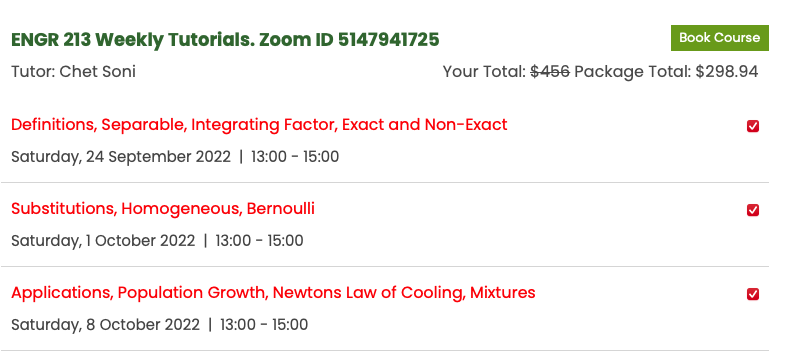 ENGR 213 Weekly Tutorials. Zoom ID 5147941725
Book Course
Tutor: Chet Soni
Your Total: $456 Package Total: $298.94
Definitions, Separable, Integrating Factor, Exact and Non-Exact
Saturday, 24 September 2022 | 13:00 - 15:00
Substitutions, Homogeneous, Bernoulli
Saturday, 1 October 2022 | 13:00 - 15:00
Applications, Population Growth, Newtons Law of Cooling, Mixtures
Saturday, 8 October 2022 | 13:00 - 15:00